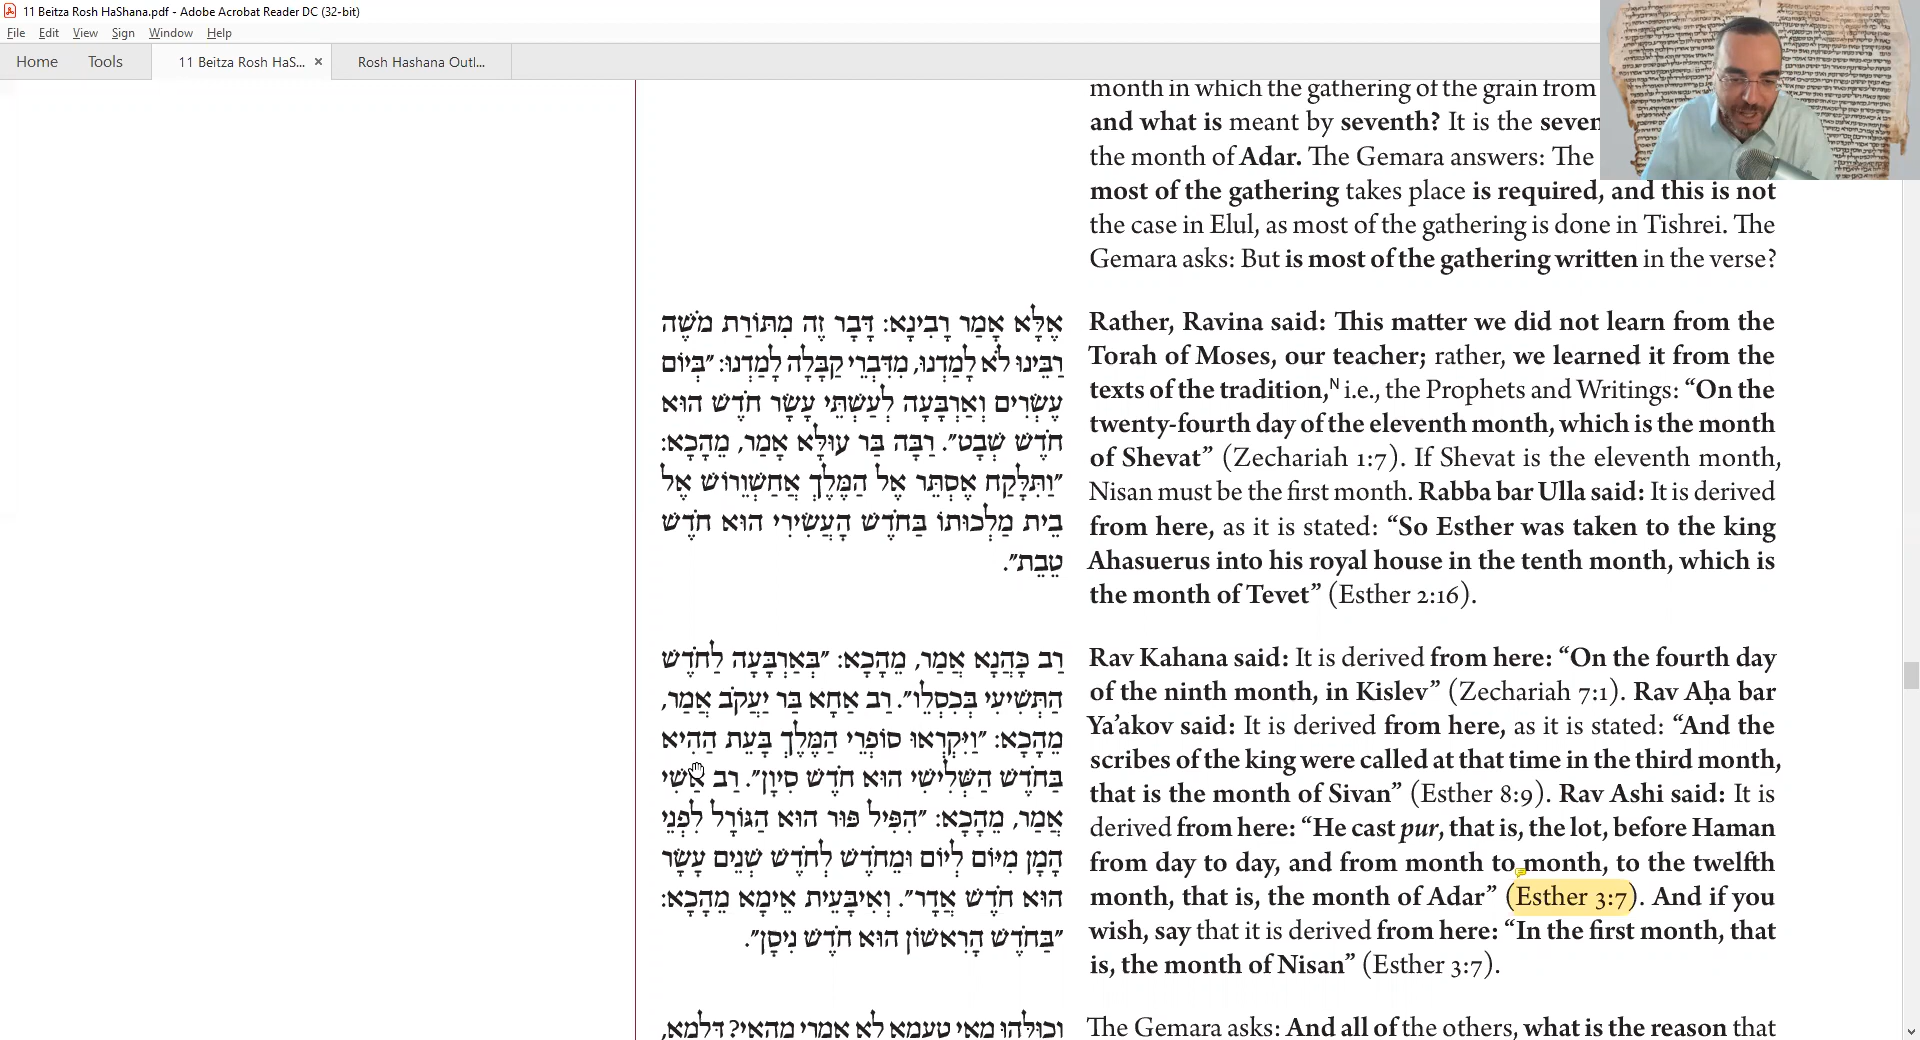 11 Beitza Rosh HaShana.pdf - Adobe Acrobat Reader DC (32-bit)
File Edit View Sign Window Help
Home Tools 11 Beitza Rosh HaS... × Rosh Hashana Outl...
month in which the gathering of the grain from
and what is meant by seventh? It is the seven
the month of Adar. The Gemara answers: The
most of the gathering takes place is required, and this is not
the case in Elul, as most of the gathering is done in Tishrei. The
Gemara asks: But is most of the gathering written in the verse?
אֶלָּא אָמַר רָבִינָא: דָּבָר זֶה מִתּוֹרַת מֹשֶׁה
רַבֵּינוּ לֹא לָמַדְנוּ, מִדִּבְרֵי קַבָּלָה לָמַדְנוּ: ״בְּיוֹם
עֶשְׂרִים וְאַרְבָּעָה לְעַשְׁתֵּי עָשָׂר חֹדֶשׁ הוּא
חֹדֶשׁ שְׁבָט״. רַבָּה בַּר עוּלָּא אָמַר, מֵהָכָא:
״וַתִּלָּקַח אֶסְתֵּר אֶל הַמֶּלֶךְ אֲחַשְׁוֵרוֹשׁ אֶל
בֵּית מַלְכוּתוֹ בַּחֹדֶשׁ הָעֲשִׂירִי הוּא חֹדֶשׁ
טֵבֵת״.
Rather, Ravina said: This matter we did not learn from the
Torah of Moses, our teacher; rather, we learned it from the
texts of the tradition,ᴺ i.e., the Prophets and Writings: “On the
twenty-fourth day of the eleventh month, which is the month
of Shevat” (Zechariah 1:7). If Shevat is the eleventh month,
Nisan must be the first month. Rabba bar Ulla said: It is derived
from here, as it is stated: “So Esther was taken to the king
Ahasuerus into his royal house in the tenth month, which is
the month of Tevet” (Esther 2:16).
רַב כָּהֲנָא אֲמַר, מֵהָכָא: ״בְּאַרְבָּעָה לַחֹדֶשׁ
הַתְּשִׁיעִי בְּכִסְלֵו״. רַב אַחָא בַּר יַעֲקֹב אֲמַר,
מֵהָכָא: ״וַיִּקָּרְאוּ סוֹפְרֵי הַמֶּלֶךְ בָּעֵת הַהִיא
בַּחֹדֶשׁ הַשְּׁלִישִׁי הוּא חֹדֶשׁ סִיוָן״. רַב אַשִׁי
אֲמַר, מֵהָכָא: ״הִפִּיל פּוּר הוּא הַגּוֹרָל לִפְנֵי
הָמָן מִיּוֹם לְיוֹם וּמֵחֹדֶשׁ לְחֹדֶשׁ שְׁנֵים עָשָׂר
הוּא חֹדֶשׁ אֲדָר״. וְאִיבָּעֵית אֵימָא מֵהָכָא:
״בַּחֹדֶשׁ הָרִאשׁוֹן הוּא חֹדֶשׁ נִיסָן״.
Rav Kahana said: It is derived from here: “On the fourth day
of the ninth month, in Kislev” (Zechariah 7:1). Rav Aḥa bar
Ya’akov said: It is derived from here, as it is stated: “And the
scribes of the king were called at that time in the third month,
that is the month of Sivan” (Esther 8:9). Rav Ashi said: It is
derived from here: “He cast pur, that is, the lot, before Haman
from day to day, and from month to month, to the twelfth
month, that is, the month of Adar” (Esther 3:7). And if you
wish, say that it is derived from here: “In the first month, that
is, the month of Nisan” (Esther 3:7).
וְכוּלְּהוּ מַאי טַעְמָא לֹא אָמְרִי מֵהַאי? דִּלְמָא,
The Gemara asks: And all of the others, what is the reason that